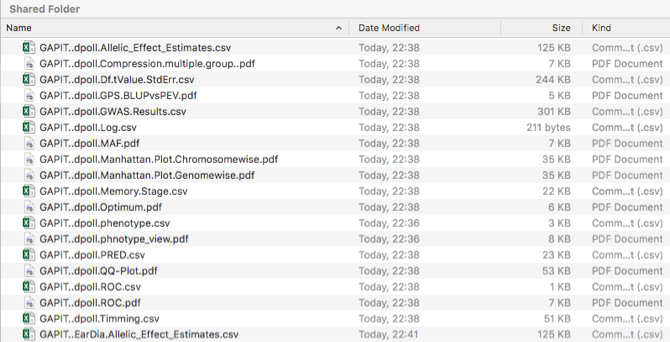 Shared Folder
Name Date Modified Size Kind
GAPIT..dpoll.Allelic_Effect_Estimates.csv Today, 22:38 125 KB Comm...t (.csv)
GAPIT..dpoll.Compression.multiple.group..pdf Today, 22:38 7 KB PDF Document
GAPIT..dpoll.Df.tValue.StdErr.csv Today, 22:38 244 KB Comm...t (.csv)
GAPIT..dpoll.GPS.BLUPvsPEV.pdf Today, 22:38 5 KB PDF Document
GAPIT..dpoll.GWAS.Results.csv Today, 22:38 301 KB Comm...t (.csv)
GAPIT..dpoll.Log.csv Today, 22:38 211 bytes Comm...t (.csv)
GAPIT..dpoll.MAF.pdf Today, 22:38 7 KB PDF Document
GAPIT..dpoll.Manhattan.Plot.Chromosomewise.pdf Today, 22:38 35 KB PDF Document
GAPIT..dpoll.Manhattan.Plot.Genomewise.pdf Today, 22:38 35 KB PDF Document
GAPIT..dpoll.Memory.Stage.csv Today, 22:38 22 KB Comm...t (.csv)
GAPIT..dpoll.Optimum.pdf Today, 22:38 6 KB PDF Document
GAPIT..dpoll.phenotype.csv Today, 22:36 3 KB Comm...t (.csv)
GAPIT..dpoll.phnotype_view.pdf Today, 22:36 8 KB PDF Document
GAPIT..dpoll.PRED.csv Today, 22:38 23 KB Comm...t (.csv)
GAPIT..dpoll.QQ-Plot.pdf Today, 22:38 53 KB PDF Document
GAPIT..dpoll.ROC.csv Today, 22:38 1 KB Comm...t (.csv)
GAPIT..dpoll.ROC.pdf Today, 22:38 7 KB PDF Document
GAPIT..dpoll.Timming.csv Today, 22:38 51 KB Comm...t (.csv)
GAPIT..EarDia.Allelic_Effect_Estimates.csv Today, 22:41 125 KB Comm...t (.csv)